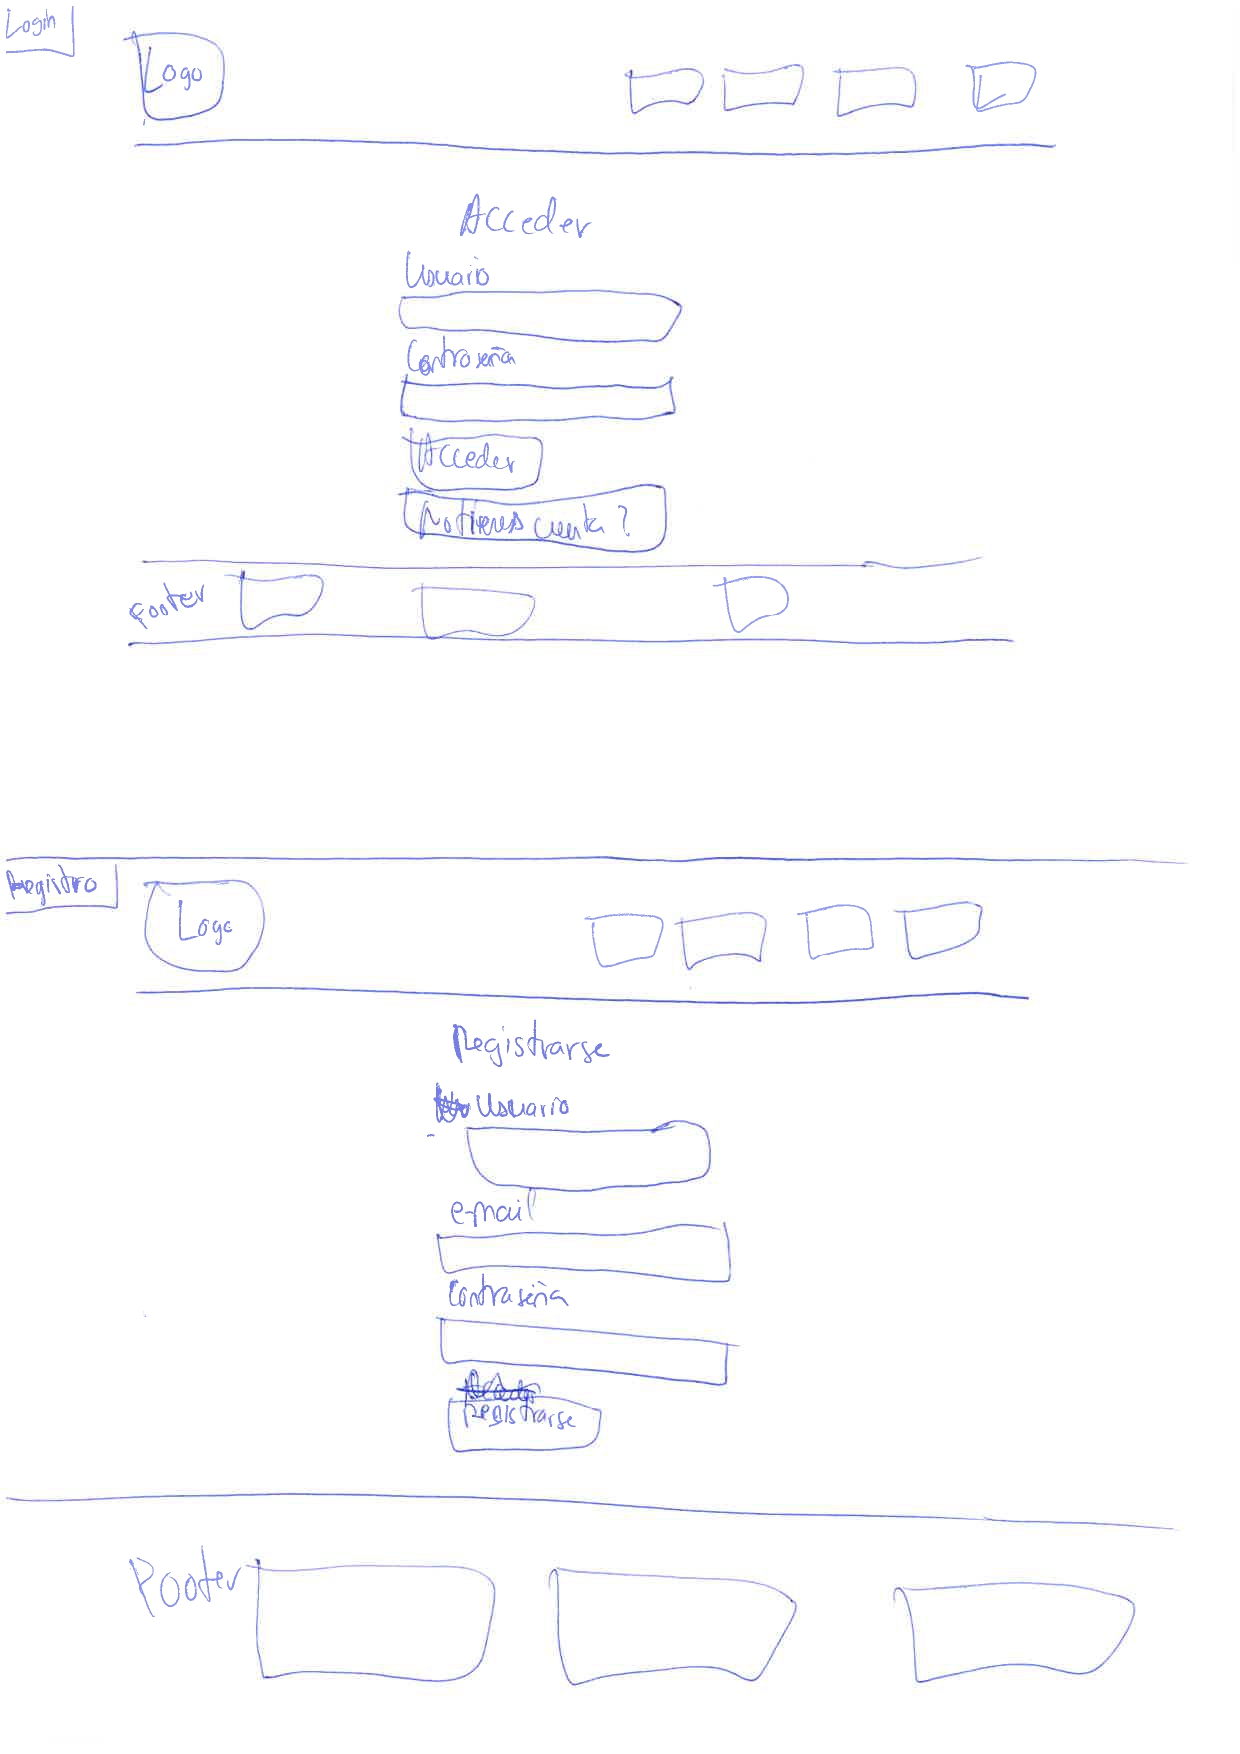 Login
Logo
Acceder
Usuario
Contraseña
Acceder
no tienes cuenta?
Footer
Registro
Logo
Registrarse
Usuario
e-mail
Contraseña
Registrarse
Footer